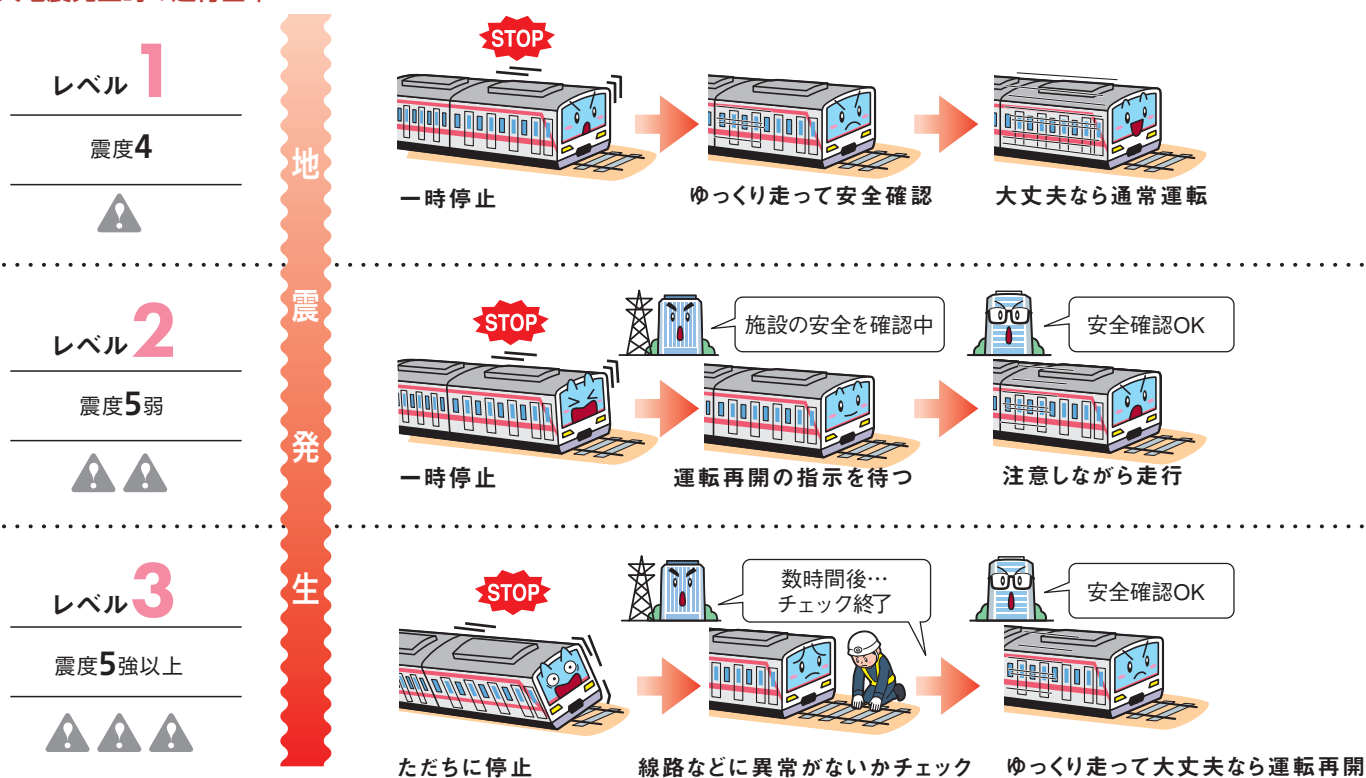 レベル1
震度4
地震発生
STOP
一時停止
ゆっくり走って安全確認
大丈夫なら通常運転
レベル2
震度5弱
STOP
施設の安全を確認中
安全確認OK
一時停止
運転再開の指示を待つ
注意しながら走行
レベル3
震度5強以上
STOP
数時間後…
チェック終了
安全確認OK
ただちに停止
線路などに異常がないかチェック
ゆっくり走って大丈夫なら運転再開